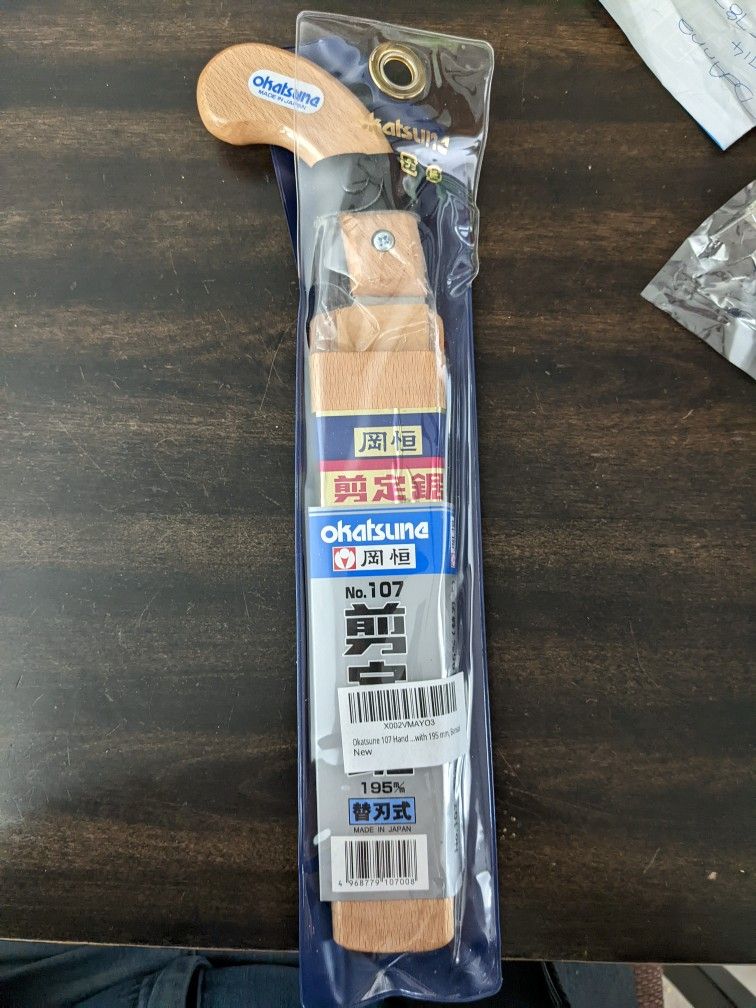 okatsune
MADE IN JAPAN
okatsune
岡恒
剪定鋸
okatsune
岡恒
No.107
剪
195m/m
X002VMAYO3
Okatsune 107 Hand ...with 195 mm,
New
替刃式
MADE IN JAPAN
4 968779 107008